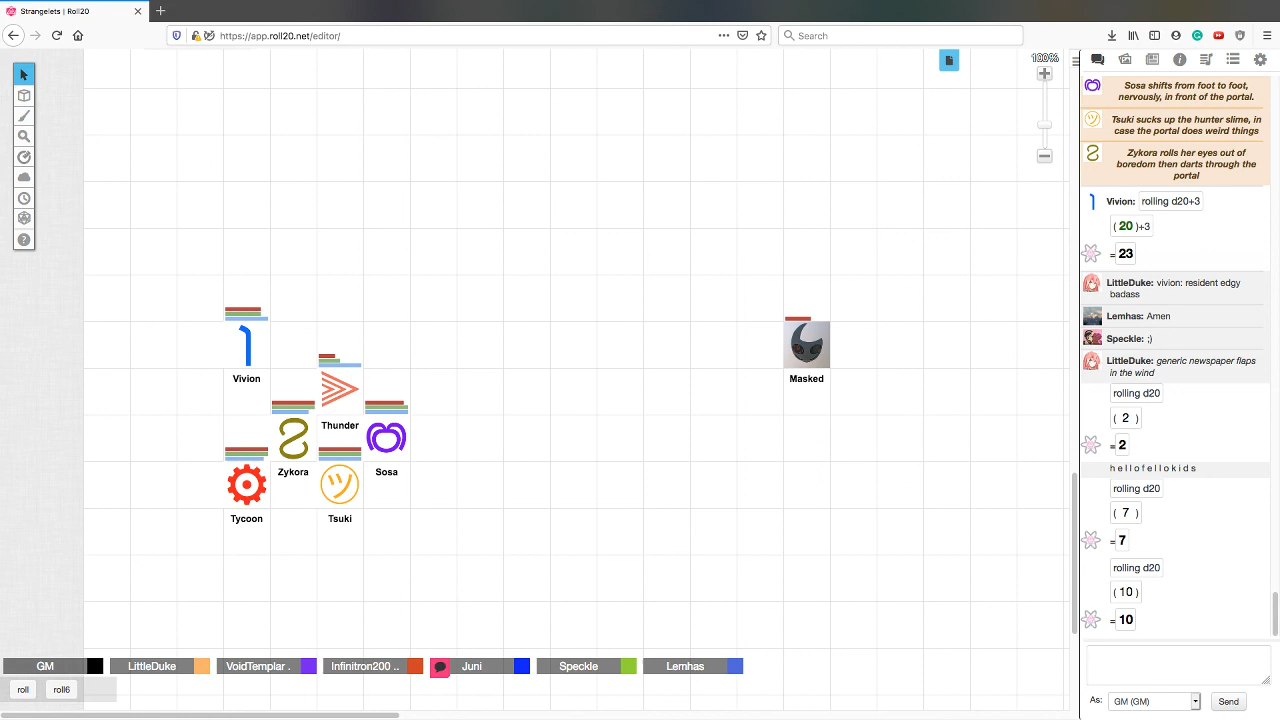 Strangelets | Roll20
https://app.roll20.net/editor/
Search
100%
Sosa shifts from foot to foot,
nervously, in front of the portal.
Tsuki sucks up the hunter slime, in
case the portal does weird things
Zykora rolls her eyes out of
boredom then darts through the
portal
Vivion: rolling d20+3
( 20 )+3
= 23
LittleDuke: vivion: resident edgy
badass
Lemhas: Amen
Speckle: ;)
LittleDuke: generic newspaper flaps
in the wind
rolling d20
( 2 )
= 2
h e l l o f e l l o k i d s
rolling d20
( 7 )
= 7
rolling d20
( 10 )
= 10
Vivion
Thunder
Masked
Zykora
Sosa
ツ
Tycoon
Tsuki
GM
LittleDuke
VoidTemplar .
Infinitron200 ..
Juni
Speckle
Lemhas
roll
roll6
As:
GM (GM)
Send